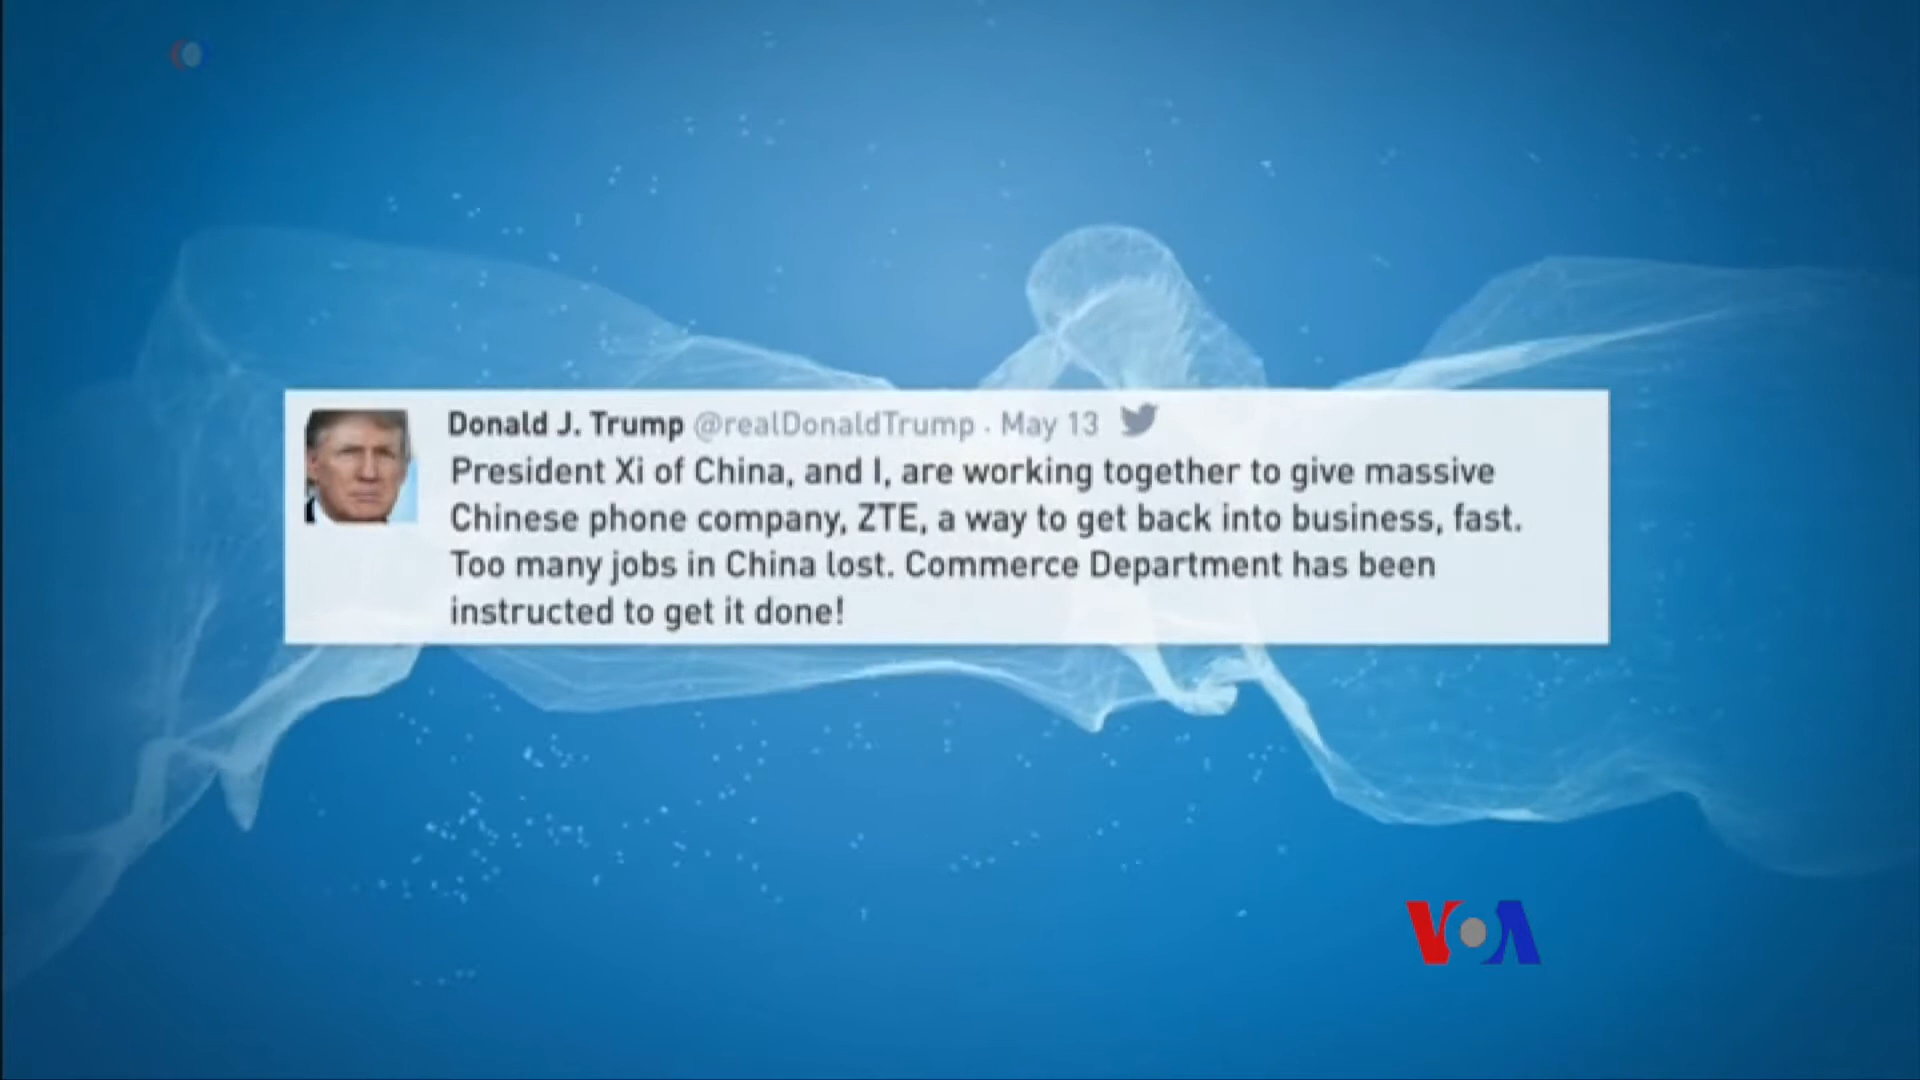 Donald J. Trump @realDonaldTrump . May 13
President Xi of China, and I, are working together to give massive
Chinese phone company, ZTE, a way to get back into business, fast.
Too many jobs in China lost. Commerce Department has been
instructed to get it done!
VOA